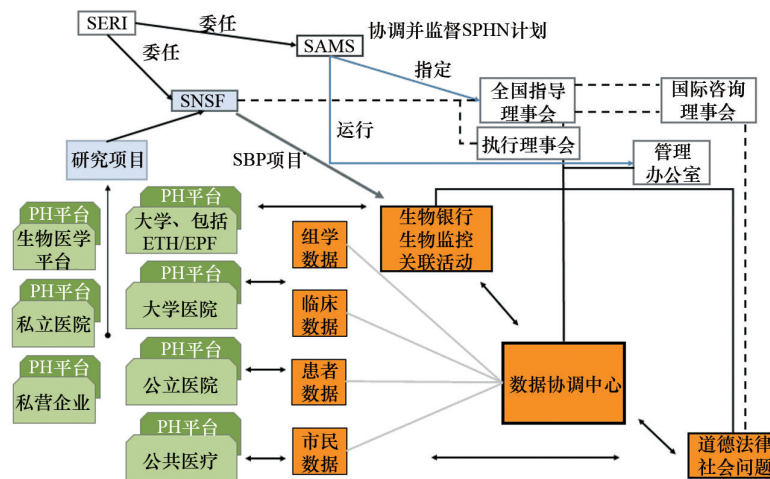 SERI
委任
SAMS
协调并监督SPHN计划
委任
指定
全国指导
理事会
国际咨询
理事会
SNSF
执行理事会
运行
研究项目
SBP项目
管理
办公室
PH平台
生物医学
平台
PH平台
私立医院
PH平台
私营企业
PH平台
大学、包括
ETH/EPF
PH平台
大学医院
PH平台
公立医院
PH平台
公共医疗
组学
数据
临床
数据
患者
数据
市民
数据
生物银行
生物监控
关联活动
数据协调中心
道德法律
社会问题